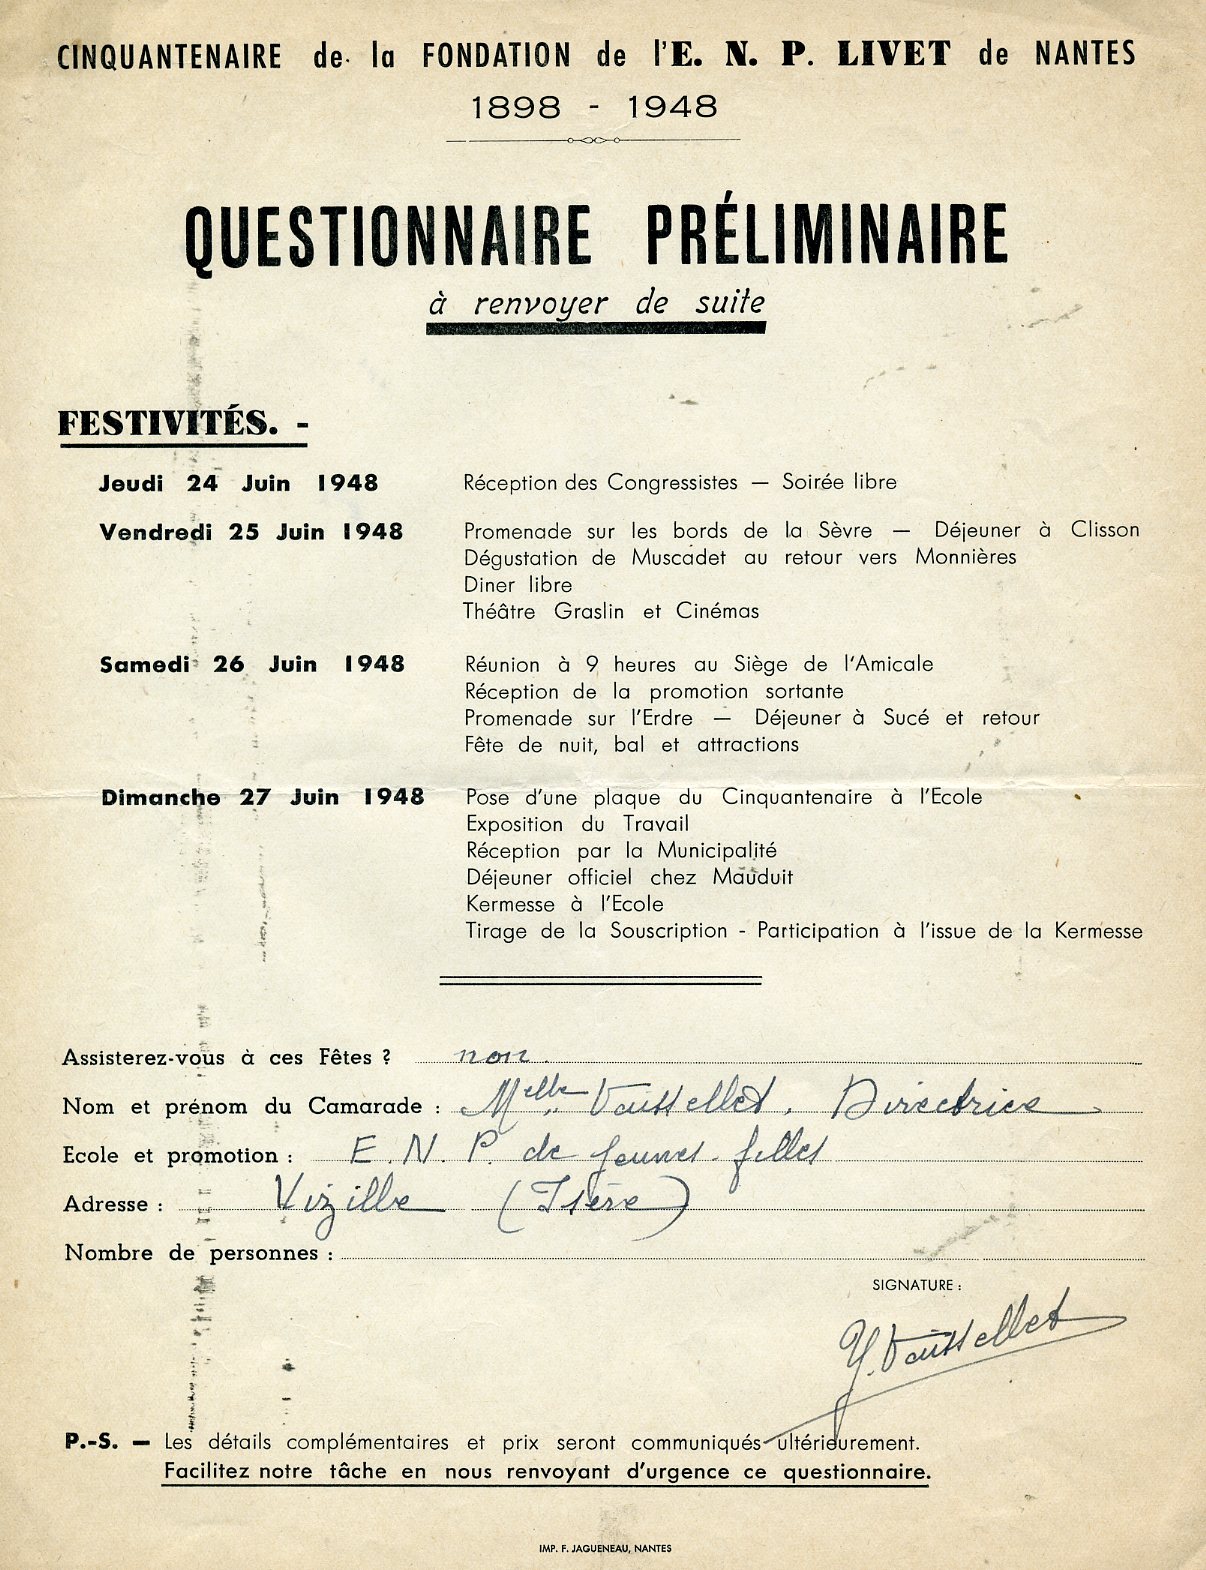 CINQUANTENAIRE de la FONDATION de l'E. N. P. LIVET de NANTES
1898 - 1948
QUESTIONNAIRE PRÉLIMINAIRE
à renvoyer de suite
FESTIVITÉS. -
Jeudi 24 Juin 1948 Réception des Congressistes — Soirée libre
Vendredi 25 Juin 1948 Promenade sur les bords de la Sèvre — Déjeuner à Clisson
Dégustation de Muscadet au retour vers Monnières
Diner libre
Théâtre Graslin et Cinémas
Samedi 26 Juin 1948 Réunion à 9 heures au Siège de l'Amicale
Réception de la promotion sortante
Promenade sur l'Erdre — Déjeuner à Sucé et retour
Fête de nuit, bal et attractions
Dimanche 27 Juin 1948 Pose d'une plaque du Cinquantenaire à l'Ecole
Exposition du Travail
Réception par la Municipalité
Déjeuner officiel chez Mauduit
Kermesse à l'Ecole
Tirage de la Souscription - Participation à l'issue de la Kermesse
Assisterez-vous à ces Fêtes ? non.
Nom et prénom du Camarade : Melle Vaussellet. Directrice
Ecole et promotion : E. N. P. de jeunes filles
Adresse : Vizille (Isère)
Nombre de personnes :
SIGNATURE :
Y. Vaussellet
P.-S. — Les détails complémentaires et prix seront communiqués ultérieurement.
Facilitez notre tâche en nous renvoyant d'urgence ce questionnaire.
IMP. F. JAGUENEAU, NANTES